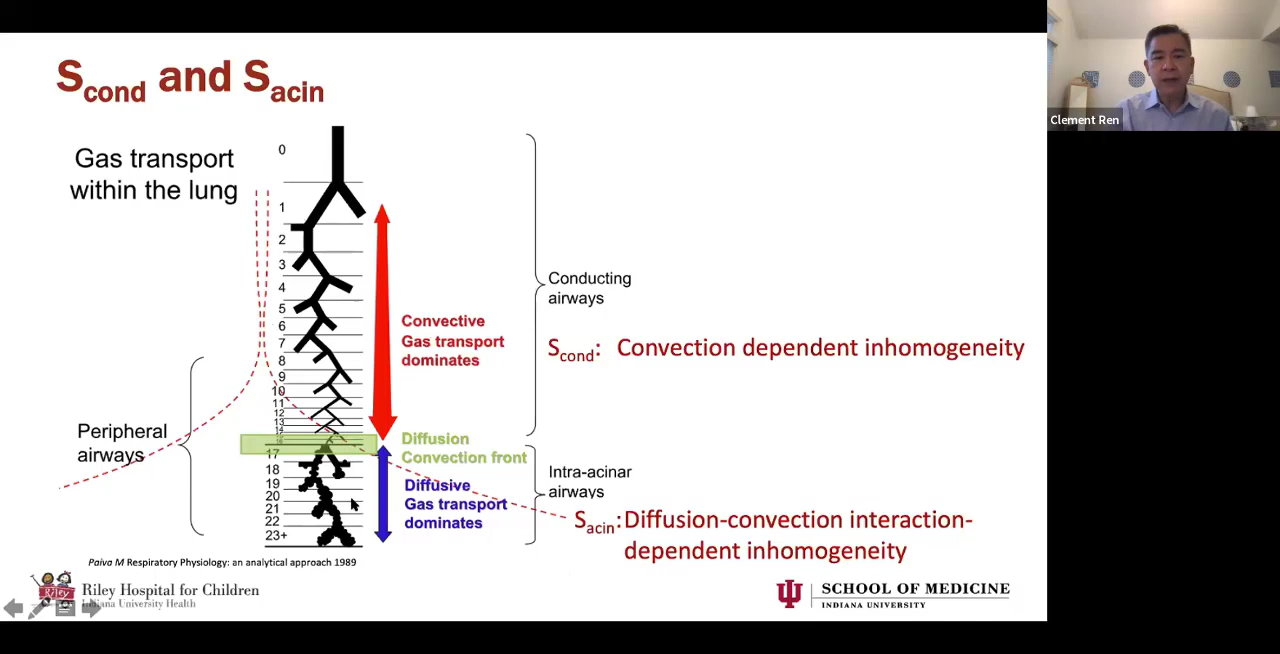 Scond and Sacin
Gas transport
within the lung
0
1
2
3
4
5
6
7
8
9
10
11
12
13
14
17
18
19
20
21
22
23+
Convective
Gas transport
dominates
Diffusion
Convection front
Diffusive
Gas transport
dominates
Peripheral
airways
Conducting
airways
Scond: Convection dependent inhomogeneity
Intra-acinar
airways
Sacin: Diffusion-convection interaction-
dependent inhomogeneity
Paiva M Respiratory Physiology: an analytical approach 1989
Riley
Riley Hospital for Children
Indiana University Health
SCHOOL OF MEDICINE
INDIANA UNIVERSITY
Clement Ren